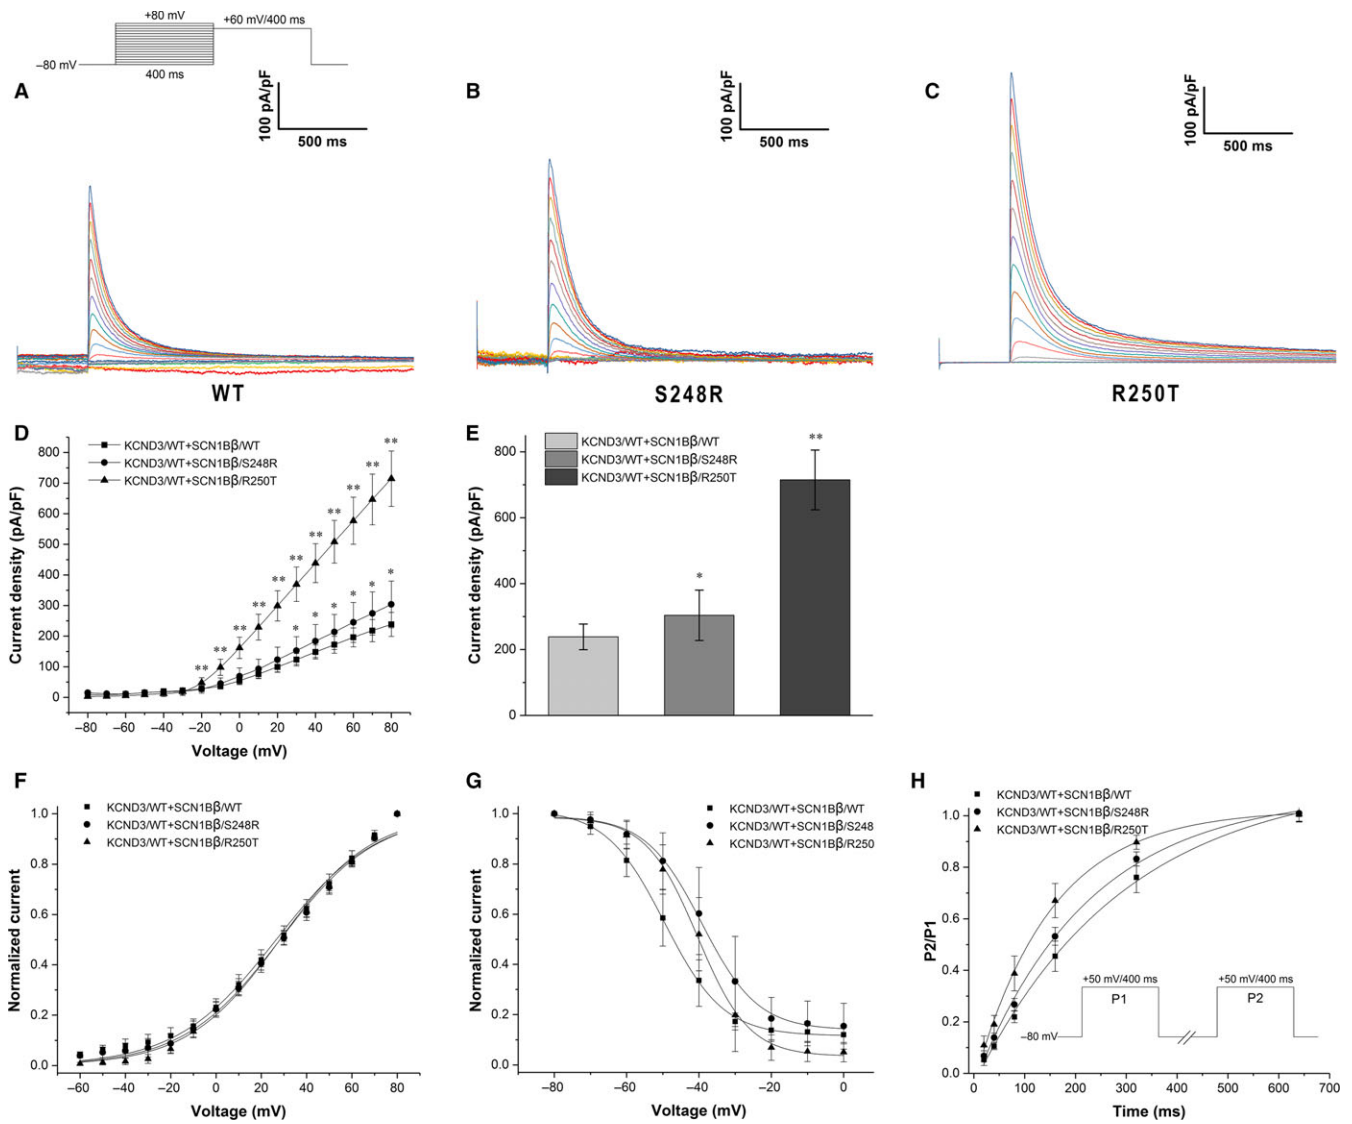 +80 mV
+60 mV/400 ms
−80 mV
400 ms
A
100 pA/pF
500 ms
WT
B
100 pA/pF
500 ms
S248R
C
100 pA/pF
500 ms
R250T
D
KCND3/WT+SCN1Bβ/WT
KCND3/WT+SCN1Bβ/S248R
KCND3/WT+SCN1Bβ/R250T
Current density (pA/pF)
800
700
600
500
400
300
200
100
0
** ** ** ** ** ** ** ** ** ** **
* * * * * *
−80 −60 −40 −20 0 20 40 60 80
Voltage (mV)
E
KCND3/WT+SCN1Bβ/WT
KCND3/WT+SCN1Bβ/S248R
KCND3/WT+SCN1Bβ/R250T
Current density (pA/pF)
800
600
400
200
0
*
**
F
KCND3/WT+SCN1Bβ/WT
KCND3/WT+SCN1Bβ/S248R
KCND3/WT+SCN1Bβ/R250T
Normalized current
1.0
0.8
0.6
0.4
0.2
0.0
−60 −40 −20 0 20 40 60 80
Voltage (mV)
G
KCND3/WT+SCN1Bβ/WT
KCND3/WT+SCN1Bβ/S248
KCND3/WT+SCN1Bβ/R250
Normalized current
1.0
0.8
0.6
0.4
0.2
0.0
−80 −60 −40 −20 0
Voltage (mV)
H
KCND3/WT+SCN1Bβ/WT
KCND3/WT+SCN1Bβ/S248R
KCND3/WT+SCN1Bβ/R250T
P2/P1
1.0
0.8
0.6
0.4
0.2
0.0
+50 mV/400 ms
P1
+50 mV/400 ms
P2
−80 mV
0 100 200 300 400 500 600 700
Time (ms)